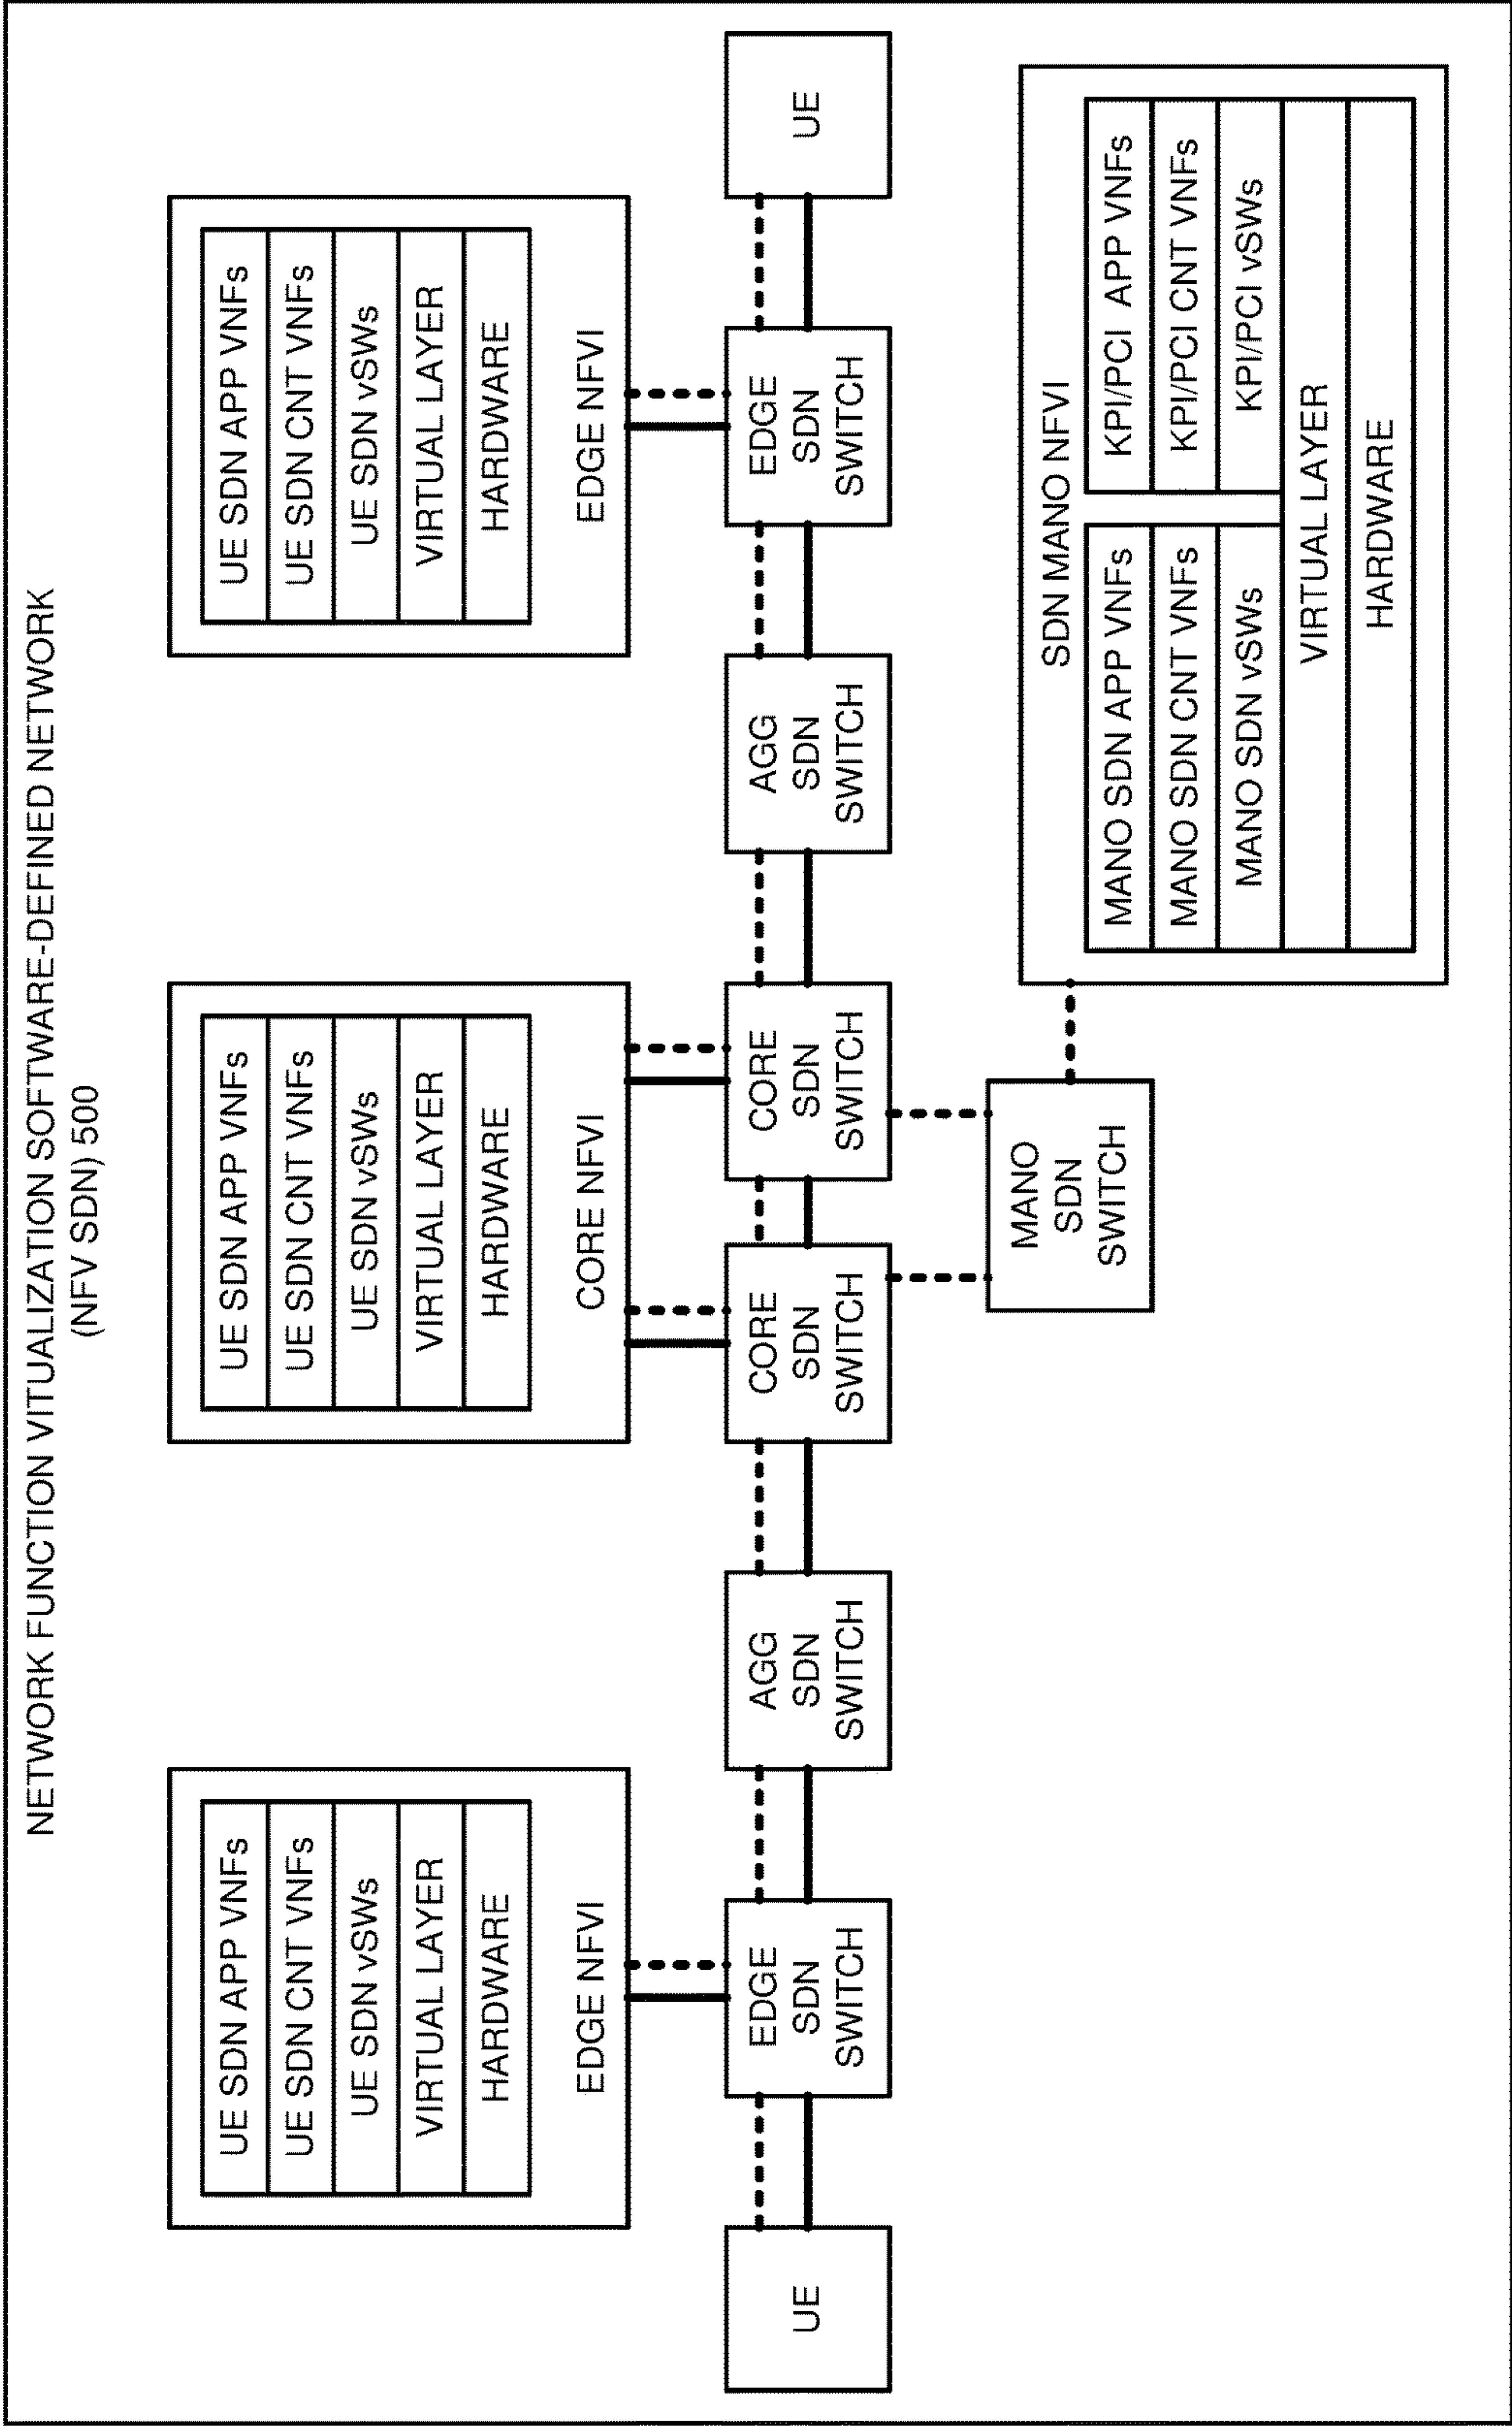 NETWORK FUNCTION VITUALIZATION SOFTWARE-DEFINED NETWORK
(NFV SDN) 500
UE SDN APP VNFs
UE SDN CNT VNFs
UE SDN vSWs
VIRTUAL LAYER
HARDWARE
EDGE NFVI
UE SDN APP VNFs
UE SDN CNT VNFs
UE SDN vSWs
VIRTUAL LAYER
HARDWARE
CORE NFVI
UE SDN APP VNFs
UE SDN CNT VNFs
UE SDN vSWs
VIRTUAL LAYER
HARDWARE
EDGE NFVI
UE
EDGE
SDN
SWITCH
AGG
SDN
SWITCH
CORE
SDN
SWITCH
CORE
SDN
SWITCH
AGG
SDN
SWITCH
EDGE
SDN
SWITCH
UE
MANO
SDN
SWITCH
SDN MANO NFVI
MANO SDN APP VNFs
MANO SDN CNT VNFs
MANO SDN vSWs
KPI/PCI APP VNFs
KPI/PCI CNT VNFs
KPI/PCI vSWs
VIRTUAL LAYER
HARDWARE